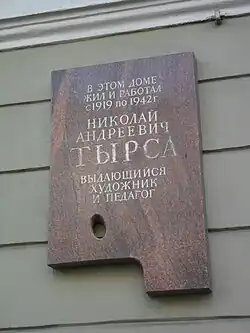 В ЭТОМ ДОМЕ
ЖИЛ И РАБОТАЛ
с 1919 по 1942 г
НИКОЛАЙ
АНДРЕЕВИЧ
ТЫРСА
ВЫДАЮЩИЙСЯ
ХУДОЖНИК
И ПЕДАГОГ